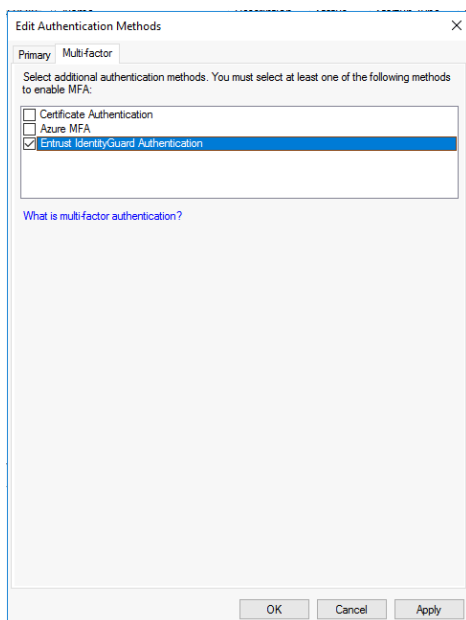 Edit Authentication Methods
Primary
Multi-factor
Select additional authentication methods. You must select at least one of the following methods
to enable MFA:
Certificate Authentication
Azure MFA
Entrust IdentityGuard Authentication
What is multi-factor authentication?
OK
Cancel
Apply